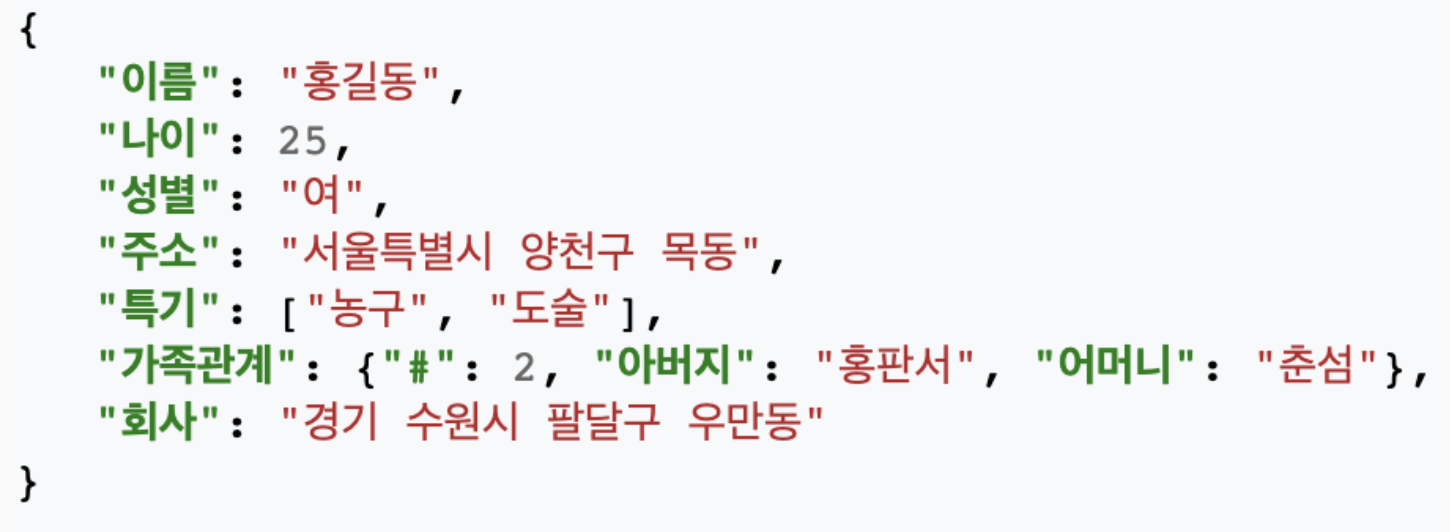 {
    "이름": "홍길동",
    "나이": 25,
    "성별": "여",
    "주소": "서울특별시 양천구 목동",
    "특기": ["농구", "도술"],
    "가족관계": {"#": 2, "아버지": "홍판서", "어머니": "춘섬"},
    "회사": "경기 수원시 팔달구 우만동"
}